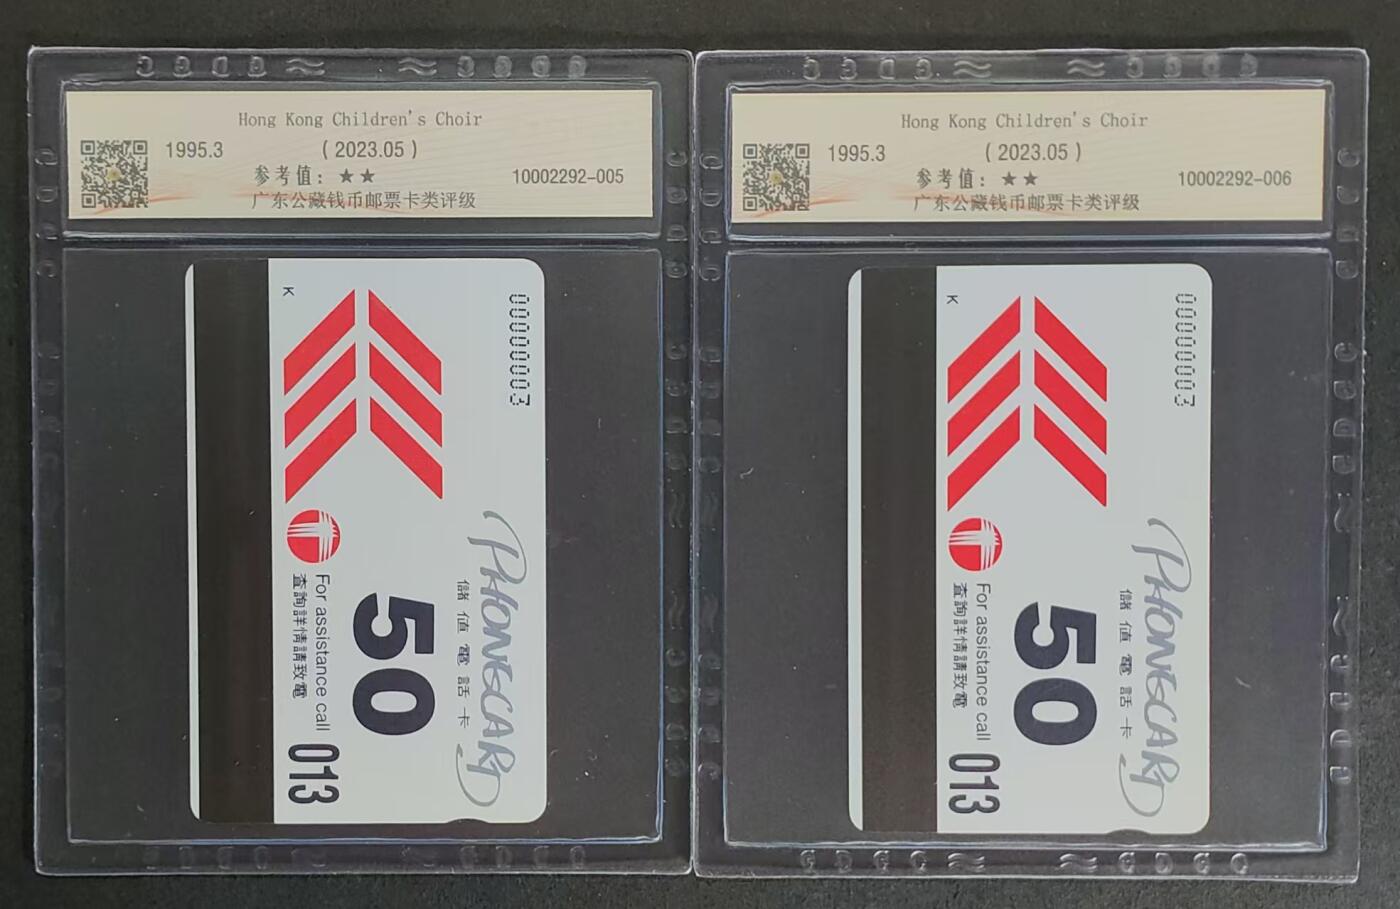 Hong Kong Children's Choir
1995.3
(2023.05)
参考值：★★
10002292-005
广东公藏钱币邮票卡类评级
00000003
K
PHONECARD
儲值電話卡
50
For assistance call
查詢詳情請致電
013
Hong Kong Children's Choir
1995.3
(2023.05)
参考值：★★
10002292-006
广东公藏钱币邮票卡类评级
00000003
K
PHONECARD
儲值電話卡
50
For assistance call
查詢詳情請致電
013